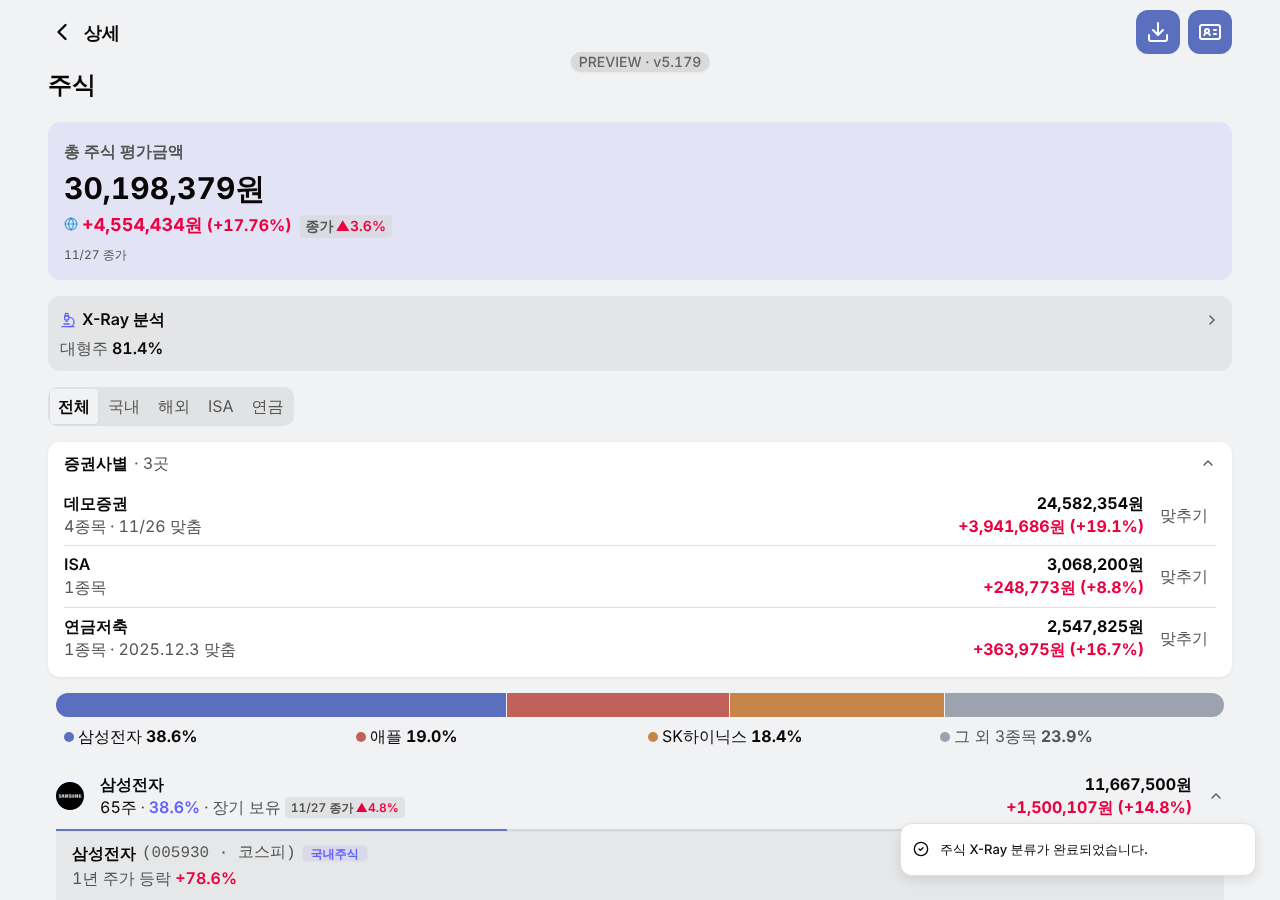 상세
PREVIEW · v5.179
주식
총 주식 평가금액
30,198,379원
+4,554,434원 (+17.76%) 종가▲3.6%
11/27 종가
X-Ray 분석
대형주 81.4%
전체 국내 해외 ISA 연금
증권사별 · 3곳
데모증권 24,582,354원
4종목 · 11/26 맞춤 +3,941,686원 (+19.1%) 맞추기
ISA 3,068,200원
1종목 +248,773원 (+8.8%) 맞추기
연금저축 2,547,825원
1종목 · 2025.12.3 맞춤 +363,975원 (+16.7%) 맞추기
삼성전자 38.6% 애플 19.0% SK하이닉스 18.4% 그 외 3종목 23.9%
SAMSUNG
삼성전자 11,667,500원
65주 · 38.6% · 장기 보유 11/27 종가▲4.8% +1,500,107원 (+14.8%)
삼성전자 (005930 · 코스피) 국내주식
1년 주가 등락 +78.6%
주식 X-Ray 분류가 완료되었습니다.